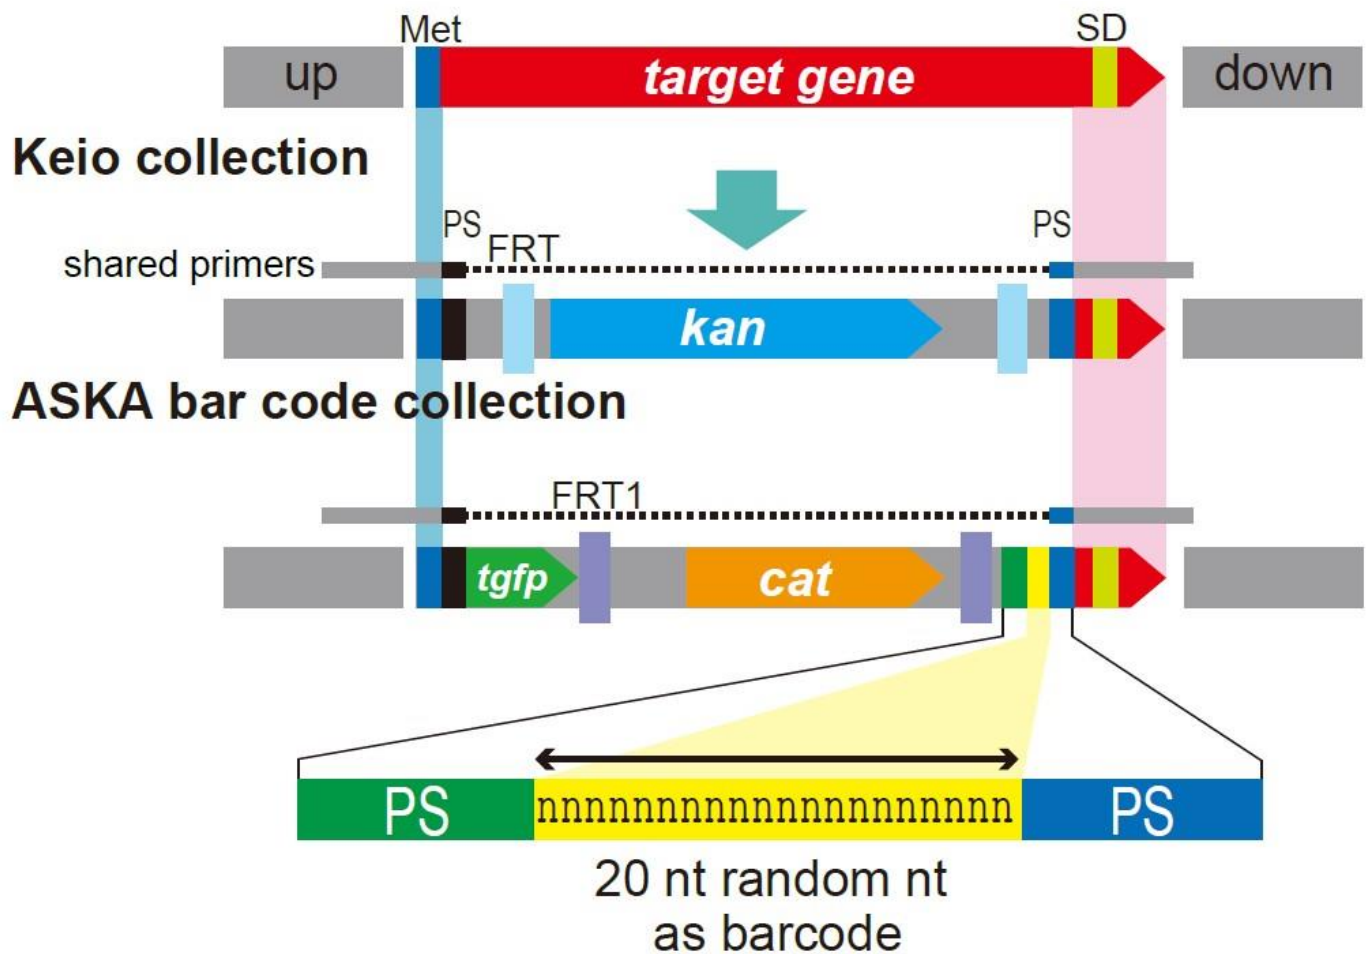 Met
SD
up
target gene
down
Keio collection
PS
PS
FRT
shared primers
kan
ASKA bar code collection
FRT1
tgfp
cat
PS
nnnnnnnnnnnnnnnnnnnn
PS
20 nt random nt
as barcode